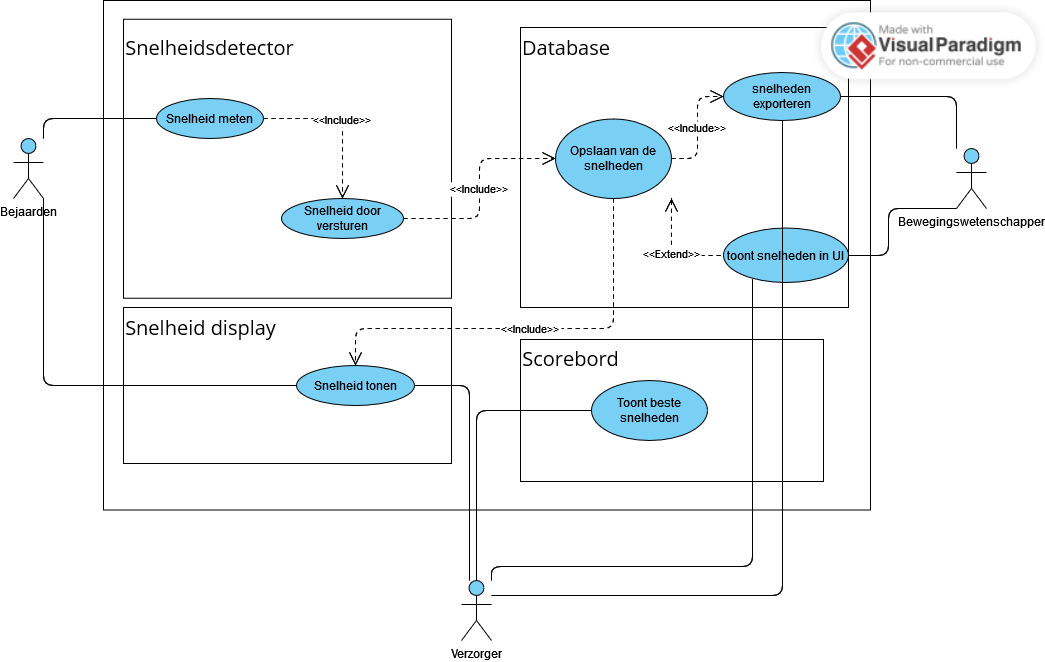 Made with
VisualParadigm
For non-commercial use
Snelheidsdetector
Database
snelheden
exporteren
Snelheid meten
<<Include>>
<<Include>>
Opslaan van de
snelheden
<<Include>>
Bejaarden
Snelheid door
versturen
Bewegingswetenschapper
<<Extend>>
toont snelheden in UI
Snelheid display
<<Include>>
Scorebord
Snelheid tonen
Toont beste
snelheden
Verzorger